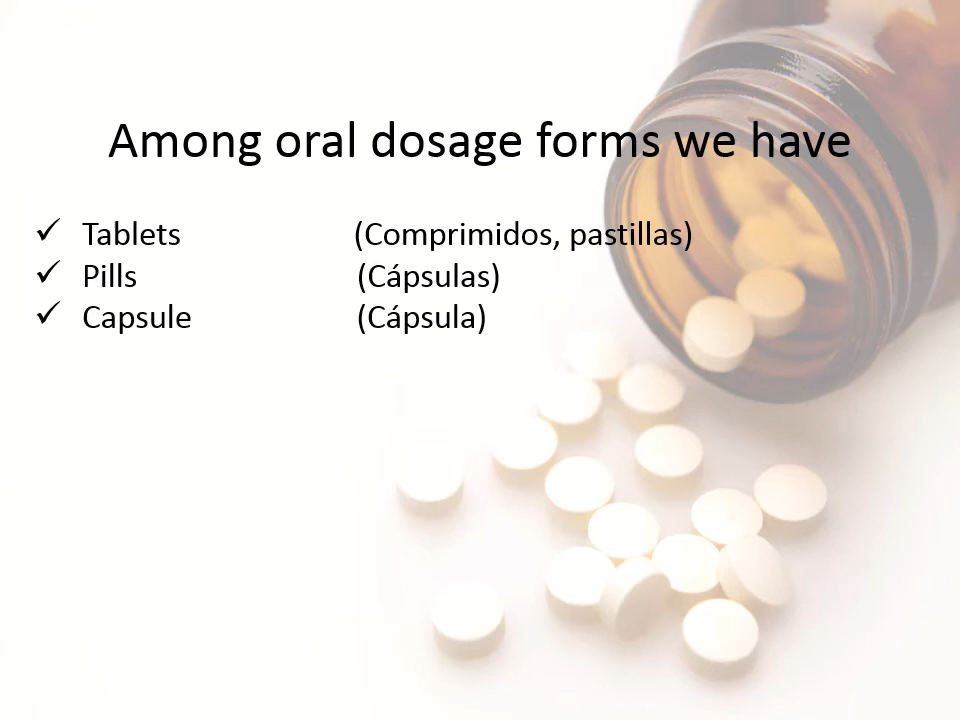 Among oral dosage forms we have
✓ Tablets (Comprimidos, pastillas)
✓ Pills (Cápsulas)
✓ Capsule (Cápsula)